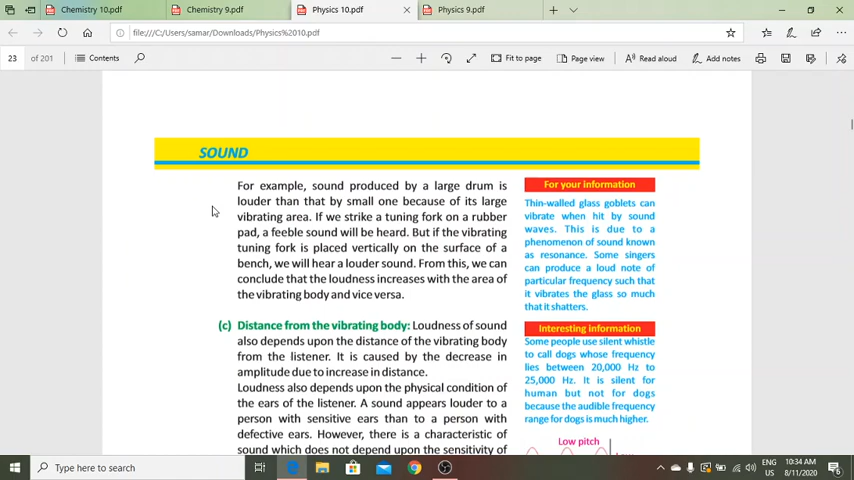 Chemistry 10.pdf
Chemistry 9.pdf
Physics 10.pdf
Physics 9.pdf
file:///C:/Users/samar/Downloads/Physics%2010.pdf
23 of 201
Contents
Fit to page
Page view
Read aloud
Add notes
SOUND
For example, sound produced by a large drum is
louder than that by small one because of its large
vibrating area. If we strike a tuning fork on a rubber
pad, a feeble sound will be heard. But if the vibrating
tuning fork is placed vertically on the surface of a
bench, we will hear a louder sound. From this, we can
conclude that the loudness increases with the area of
the vibrating body and vice versa.
(c) Distance from the vibrating body: Loudness of sound
also depends upon the distance of the vibrating body
from the listener. It is caused by the decrease in
amplitude due to increase in distance.
Loudness also depends upon the physical condition of
the ears of the listener. A sound appears louder to a
person with sensitive ears than to a person with
defective ears. However, there is a characteristic of
sound which does not depend upon the sensitivity of
For your information
Thin-walled glass goblets can
vibrate when hit by sound
waves. This is due to a
phenomenon of sound known
as resonance. Some singers
can produce a loud note of
particular frequency such that
it vibrates the glass so much
that it shatters.
Interesting information
Some people use silent whistle
to call dogs whose frequency
lies between 20,000 Hz to
25,000 Hz. It is silent for
human but not for dogs
because the audible frequency
range for dogs is much higher.
Low pitch
Type here to search
ENG
US
10:34 AM
8/11/2020